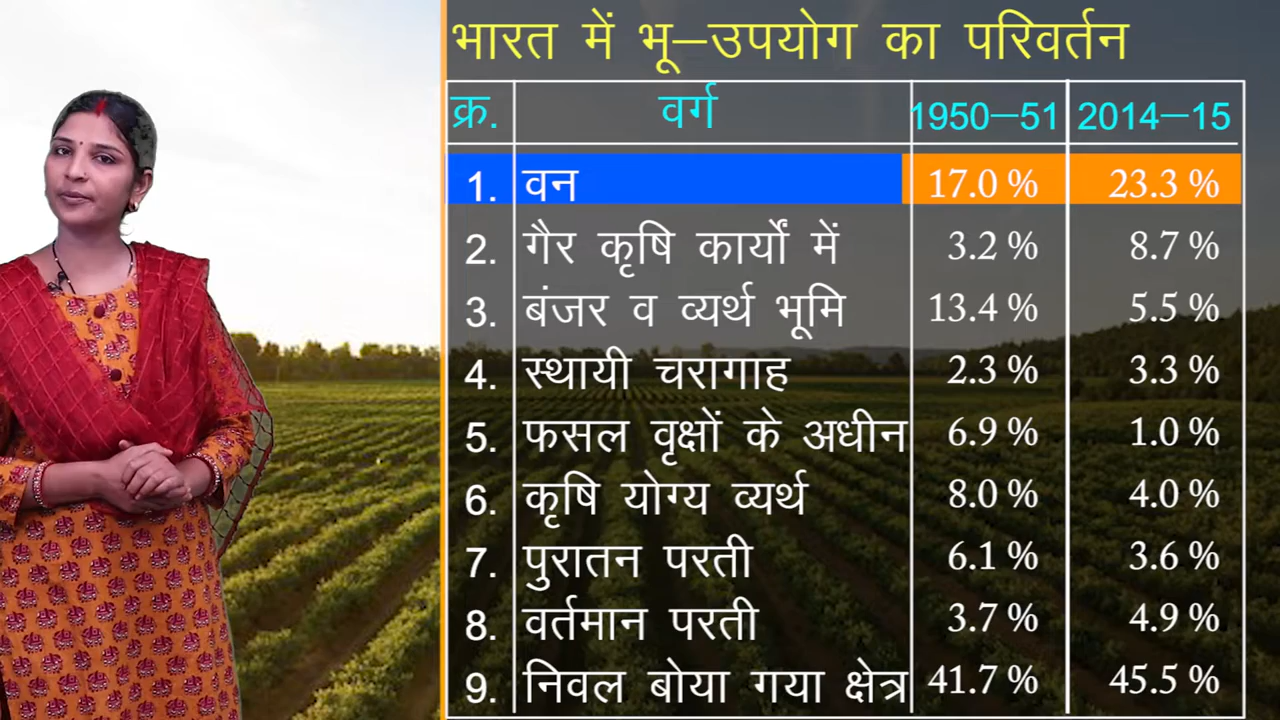 भारत में भू–उपयोग का परिवर्तन
क्र. वर्ग 1950–51 2014–15
1. वन 17.0 % 23.3 %
2. गैर कृषि कार्यों में 3.2 % 8.7 %
3. बंजर व व्यर्थ भूमि 13.4 % 5.5 %
4. स्थायी चरागाह 2.3 % 3.3 %
5. फसल वृक्षों के अधीन 6.9 % 1.0 %
6. कृषि योग्य व्यर्थ 8.0 % 4.0 %
7. पुरातन परती 6.1 % 3.6 %
8. वर्तमान परती 3.7 % 4.9 %
9. निवल बोया गया क्षेत्र 41.7 % 45.5 %